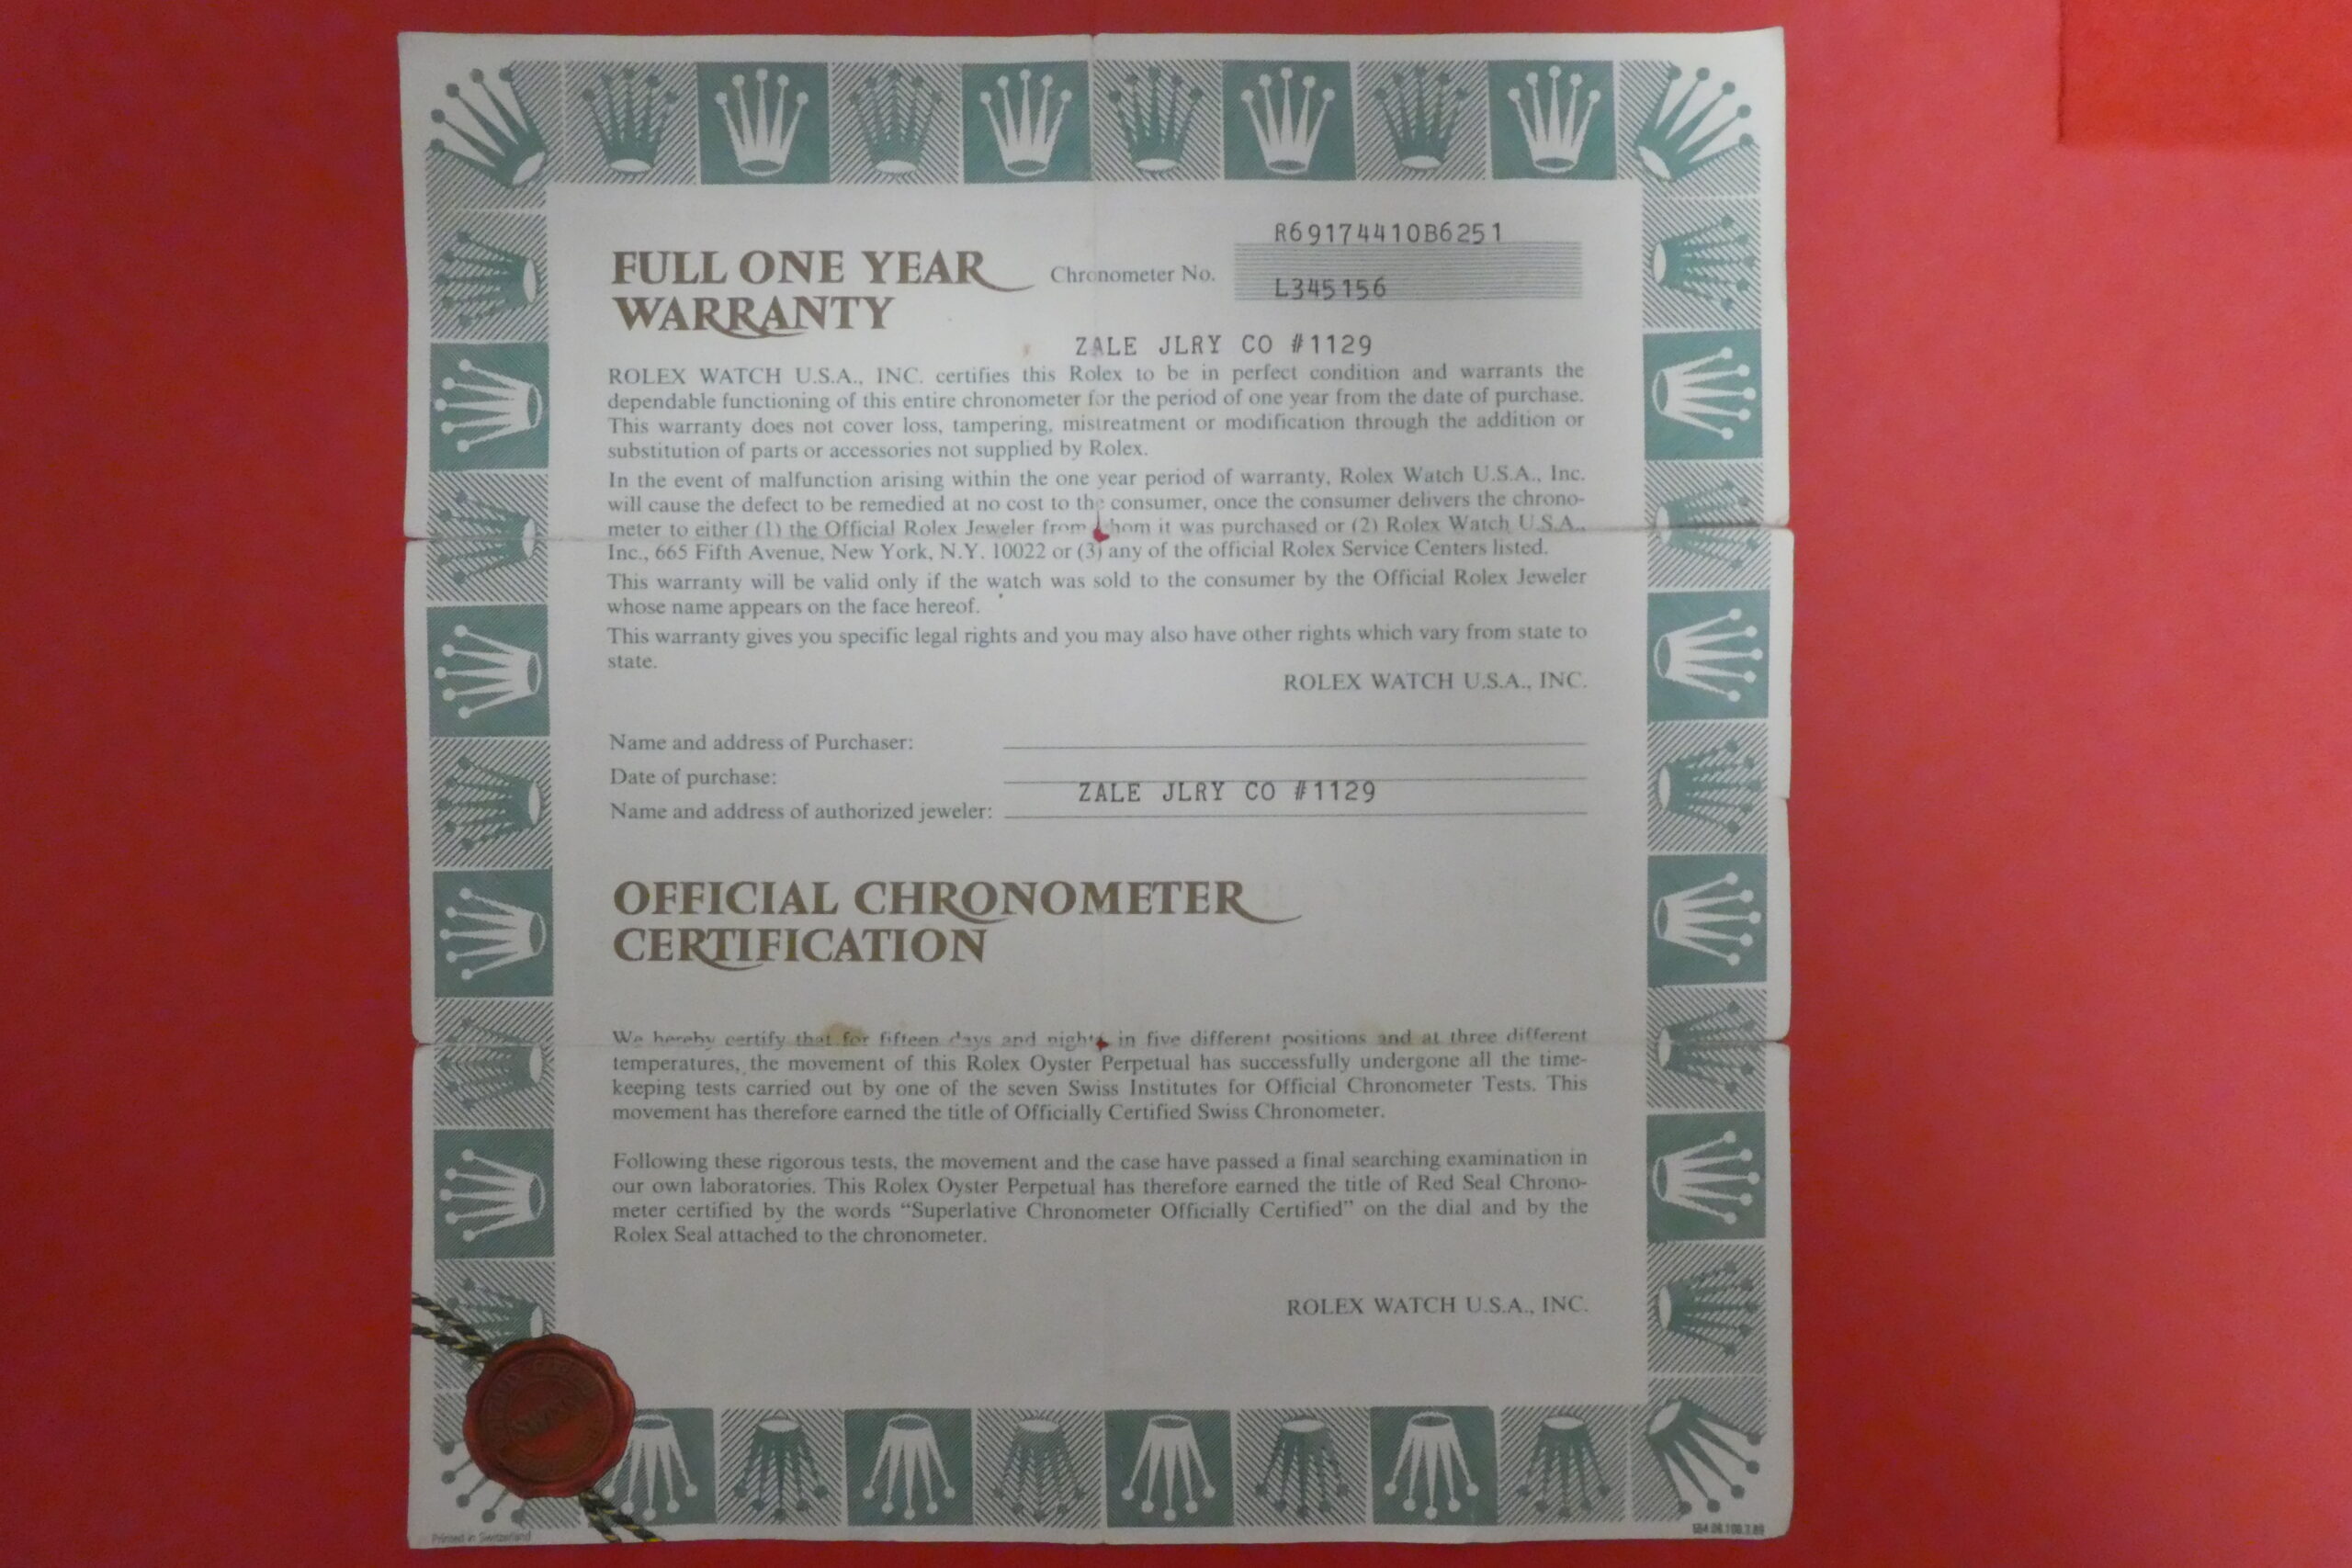 R69174410B6251
FULL ONE YEAR
WARRANTY
Chronometer No.
L345156
ZALE JLRY CO #1129
ROLEX WATCH U.S.A., INC. certifies this Rolex to be in perfect condition and warrants the
dependable functioning of this entire chronometer for the period of one year from the date of purchase.
This warranty does not cover loss, tampering, mistreatment or modification through the addition or
substitution of parts or accessories not supplied by Rolex.
In the event of malfunction arising within the one year period of warranty, Rolex Watch U.S.A., Inc.
will cause the defect to be remedied at no cost to the consumer, once the consumer delivers the chrono-
meter to either (1) the Official Rolex Jeweler from hom it was purchased or (2) Rolex Watch U.S.A.,
Inc., 665 Fifth Avenue, New York, N.Y. 10022 or (3) any of the official Rolex Service Centers listed.
This warranty will be valid only if the watch was sold to the consumer by the Official Rolex Jeweler
whose name appears on the face hereof.
This warranty gives you specific legal rights and you may also have other rights which vary from state to
state.
ROLEX WATCH U.S.A., INC.
Name and address of Purchaser:
Date of purchase:
ZALE JLRY CO #1129
Name and address of authorized jeweler:
OFFICIAL CHRONOMETER
CERTIFICATION
We hereby certify that for fifteen days and nights in five different positions and at three different
temperatures, the movement of this Rolex Oyster Perpetual has successfully undergone all the time-
keeping tests carried out by one of the seven Swiss Institutes for Official Chronometer Tests. This
movement has therefore earned the title of Officially Certified Swiss Chronometer.
Following these rigorous tests, the movement and the case have passed a final searching examination in
our own laboratories. This Rolex Oyster Perpetual has therefore earned the title of Red Seal Chrono-
meter certified by the words “Superlative Chronometer Officially Certified” on the dial and by the
Rolex Seal attached to the chronometer.
ROLEX WATCH U.S.A., INC.
Printed in Switzerland